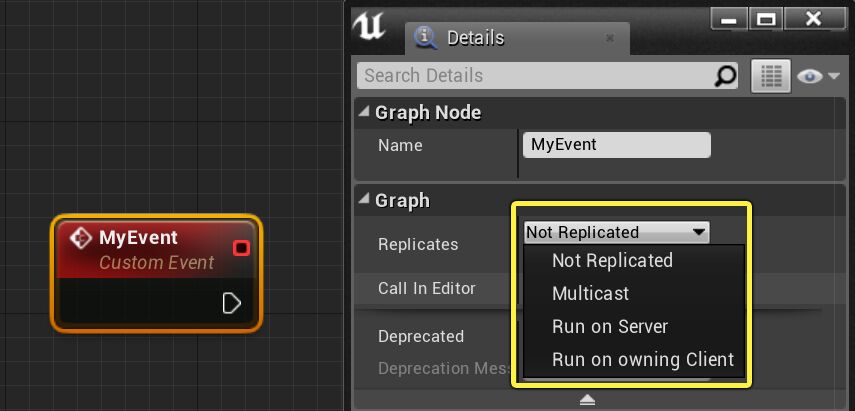 Details
Search Details
Graph Node
Name MyEvent
Graph
Replicates Not Replicated
Not Replicated
Call In Editor
Multicast
Run on Server
Deprecated
Run on owning Client
Deprecation Mess
MyEvent
Custom Event